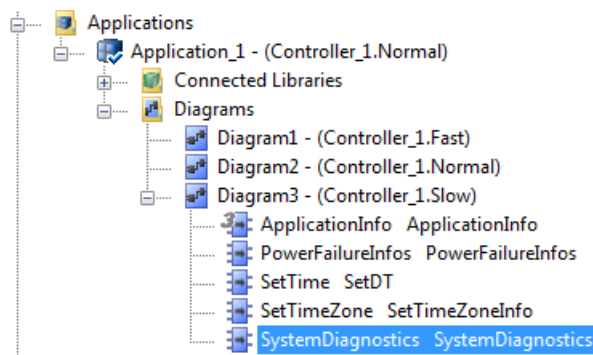 Applications
Application_1 - (Controller_1.Normal)
Connected Libraries
Diagrams
Diagram1 - (Controller_1.Fast)
Diagram2 - (Controller_1.Normal)
Diagram3 - (Controller_1.Slow)
3 ApplicationInfo ApplicationInfo
PowerFailureInfos PowerFailureInfos
SetTime SetDT
SetTimeZone SetTimeZoneInfo
SystemDiagnostics SystemDiagnostics